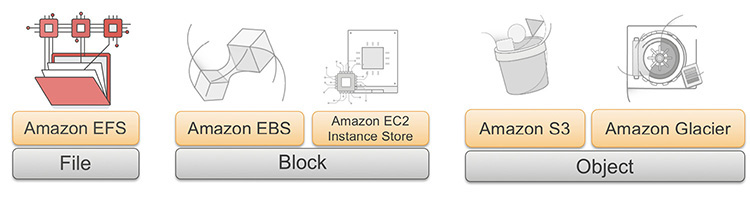 Amazon EFS
Amazon EBS
Amazon EC2
Instance Store
Amazon S3
Amazon Glacier
File
Block
Object